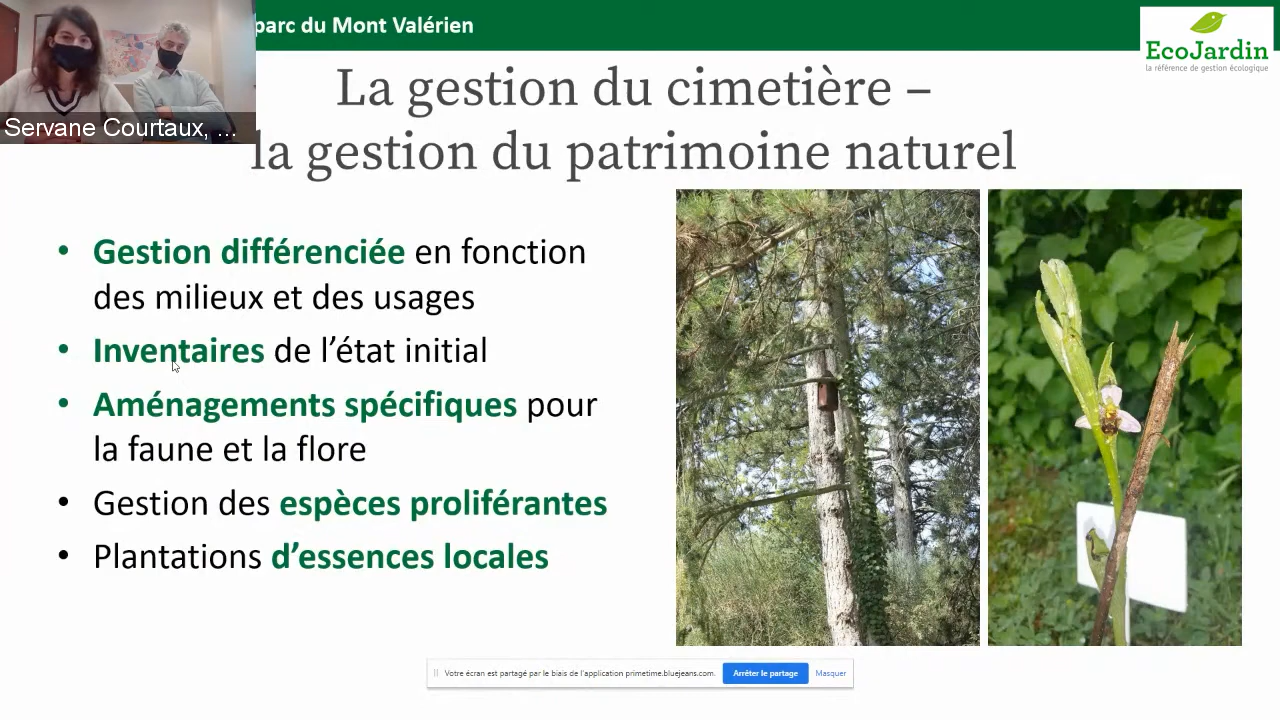 parc du Mont Valérien
EcoJardin
la référence de gestion écologique
Servane Courtaux, ...
La gestion du cimetière –
la gestion du patrimoine naturel
• Gestion différenciée en fonction
des milieux et des usages
• Inventaires de l’état initial
• Aménagements spécifiques pour
la faune et la flore
• Gestion des espèces proliférantes
• Plantations d’essences locales
Votre écran est partagé par le biais de l'application primetime.bluejeans.com.
Arrêter le partage
Masquer